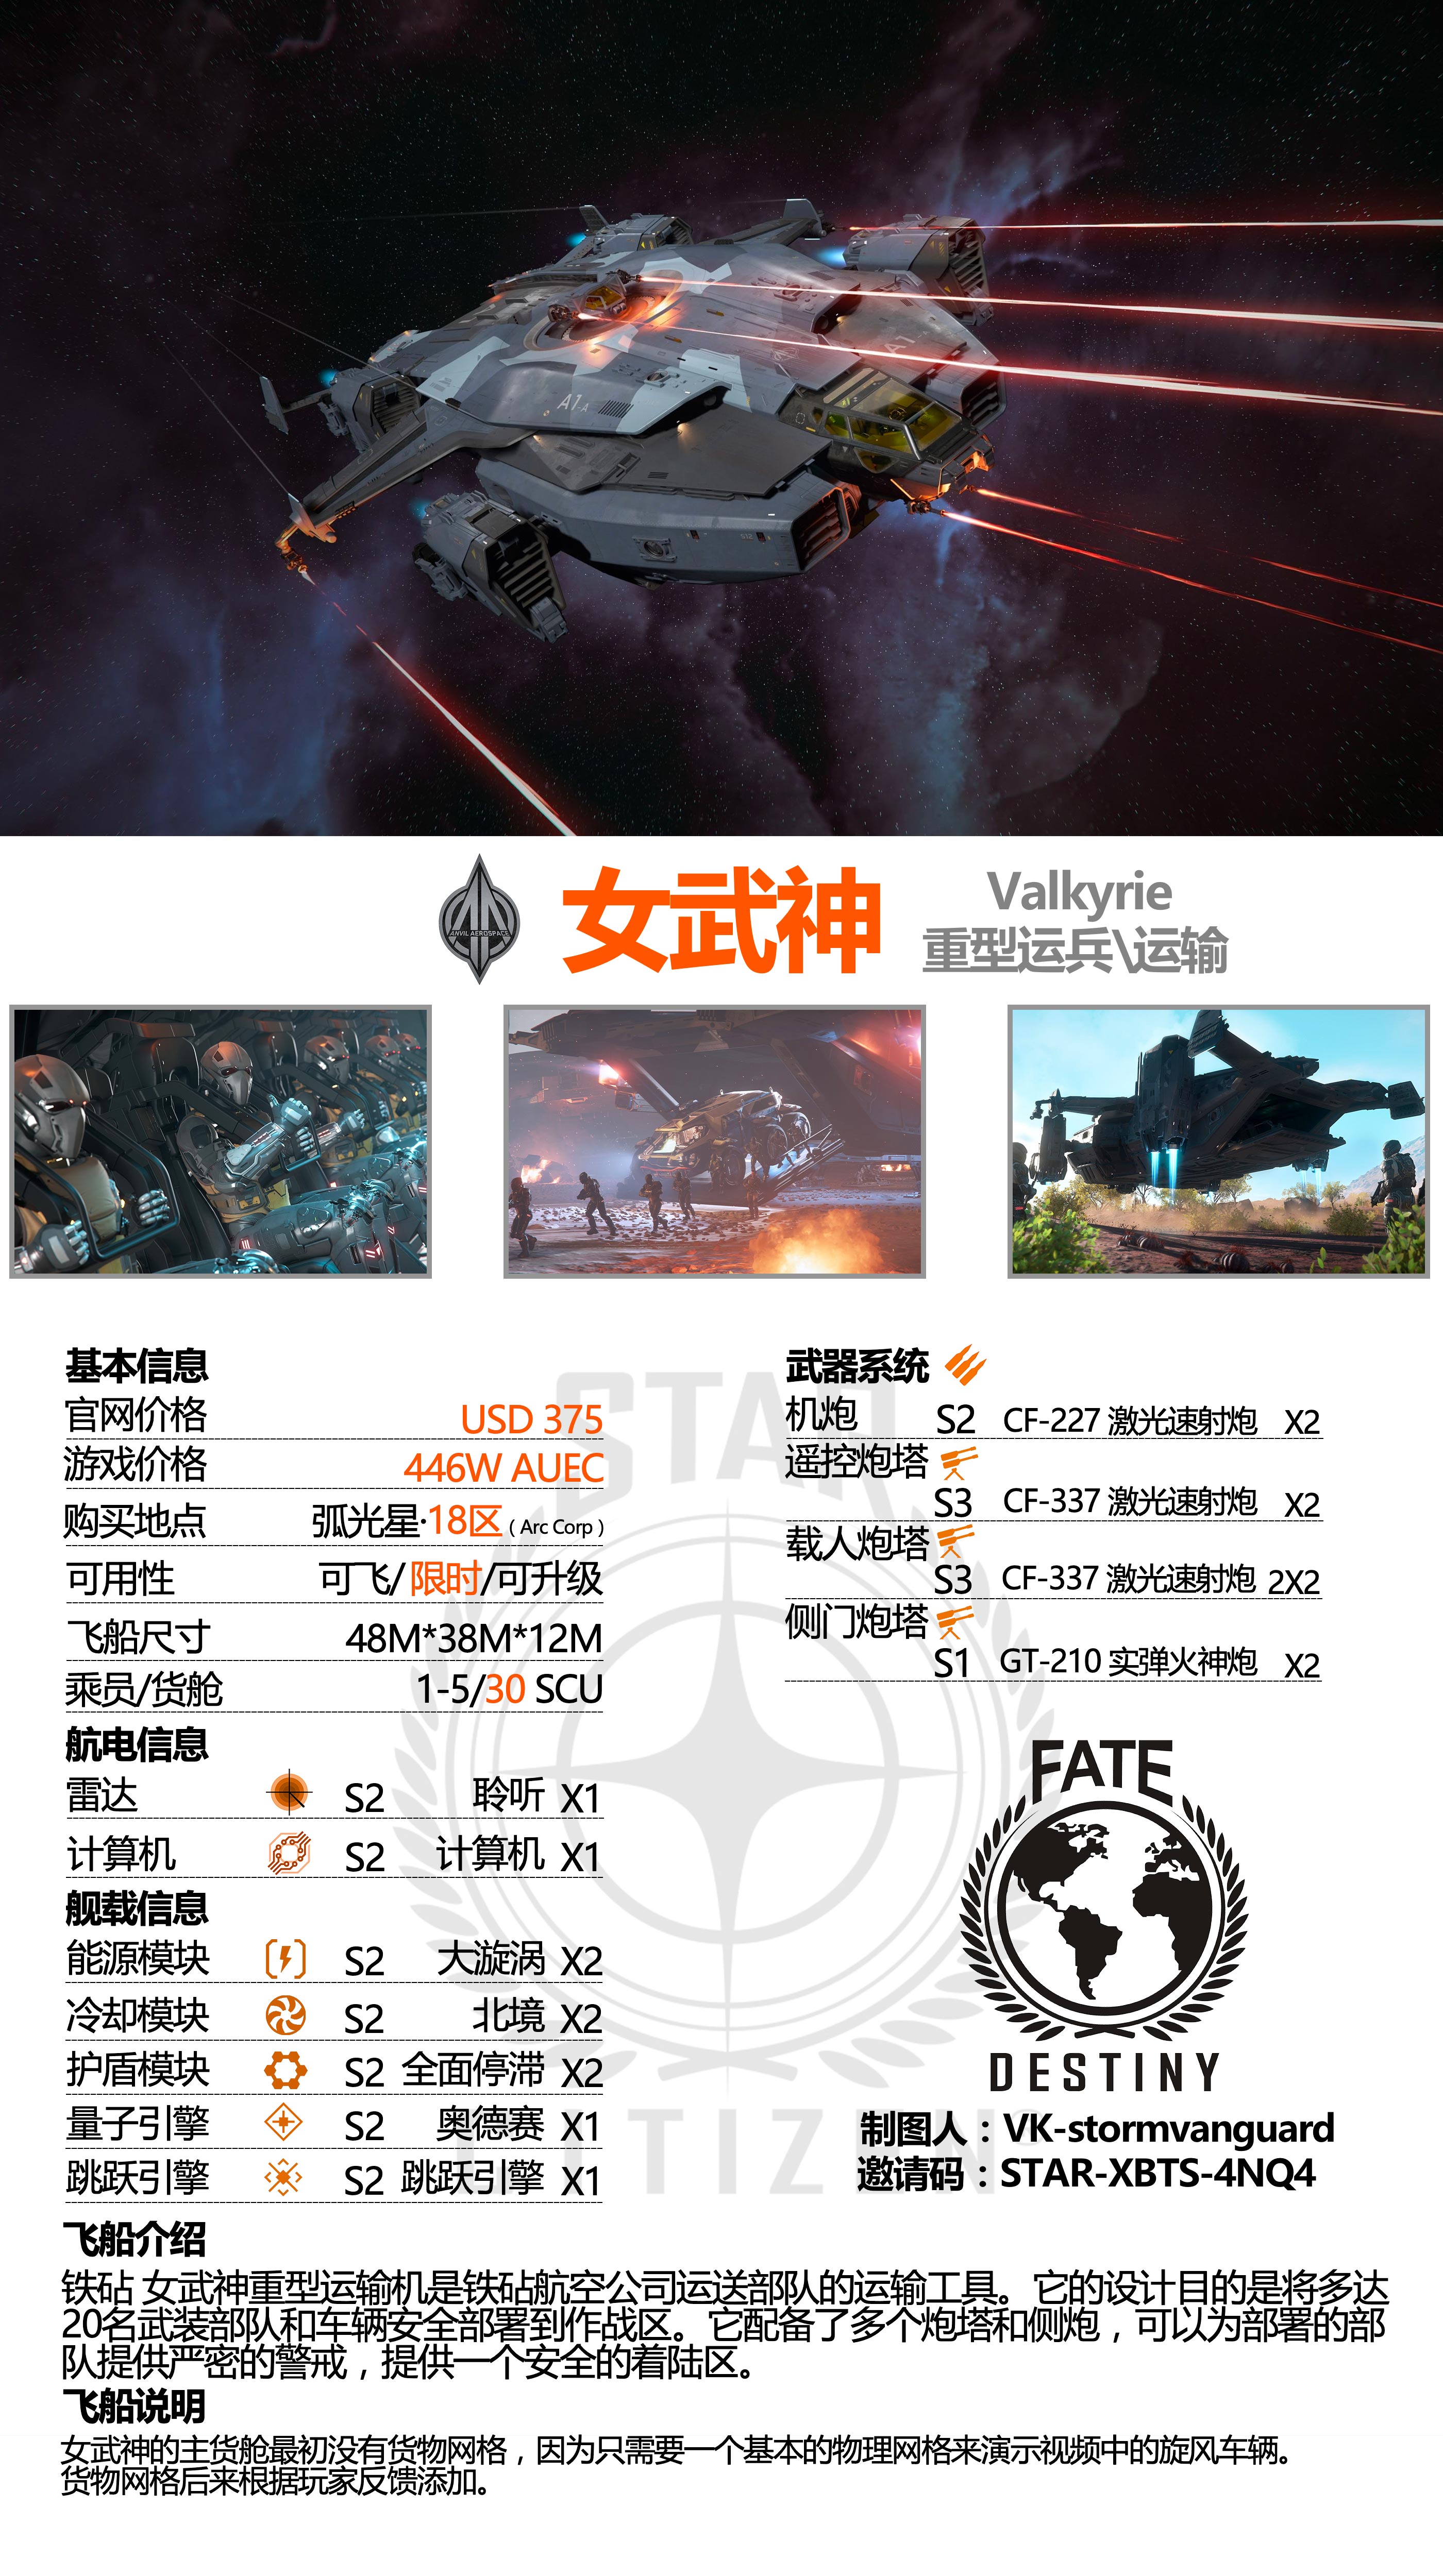 A1-A
A1
ANVIL AEROSPACE
女武神
Valkyrie
重型运兵\运输
基本信息
官网价格 USD 375
游戏价格 446W AUEC
购买地点 弧光星·18区 ( Arc Corp )
可用性 可飞/限时/可升级
飞船尺寸 48M*38M*12M
乘员/货舱 1-5/30 SCU
航电信息
雷达 S2 聆听 X1
计算机 S2 计算机 X1
舰载信息
能源模块 S2 大漩涡 X2
冷却模块 S2 北境 X2
护盾模块 S2 全面停滞 X2
量子引擎 S2 奥德赛 X1
跳跃引擎 S2 跳跃引擎 X1
武器系统
机炮 S2 CF-227 激光速射炮 X2
遥控炮塔
S3 CF-337 激光速射炮 X2
载人炮塔
S3 CF-337 激光速射炮 2X2
侧门炮塔
S1 GT-210 实弹火神炮 X2
STAR
CITIZEN
FATE
DESTINY
制图人：VK-stormvanguard
邀请码：STAR-XBTS-4NQ4
飞船介绍
铁砧 女武神重型运输机是铁砧航空公司运送部队的运输工具。它的设计目的是将多达
20名武装部队和车辆安全部署到作战区。它配备了多个炮塔和侧炮，可以为部署的部
队提供严密的警戒，提供一个安全的着陆区。
飞船说明
女武神的主货舱最初没有货物网格，因为只需要一个基本的物理网格来演示视频中的旋风车辆。
货物网格后来根据玩家反馈添加。